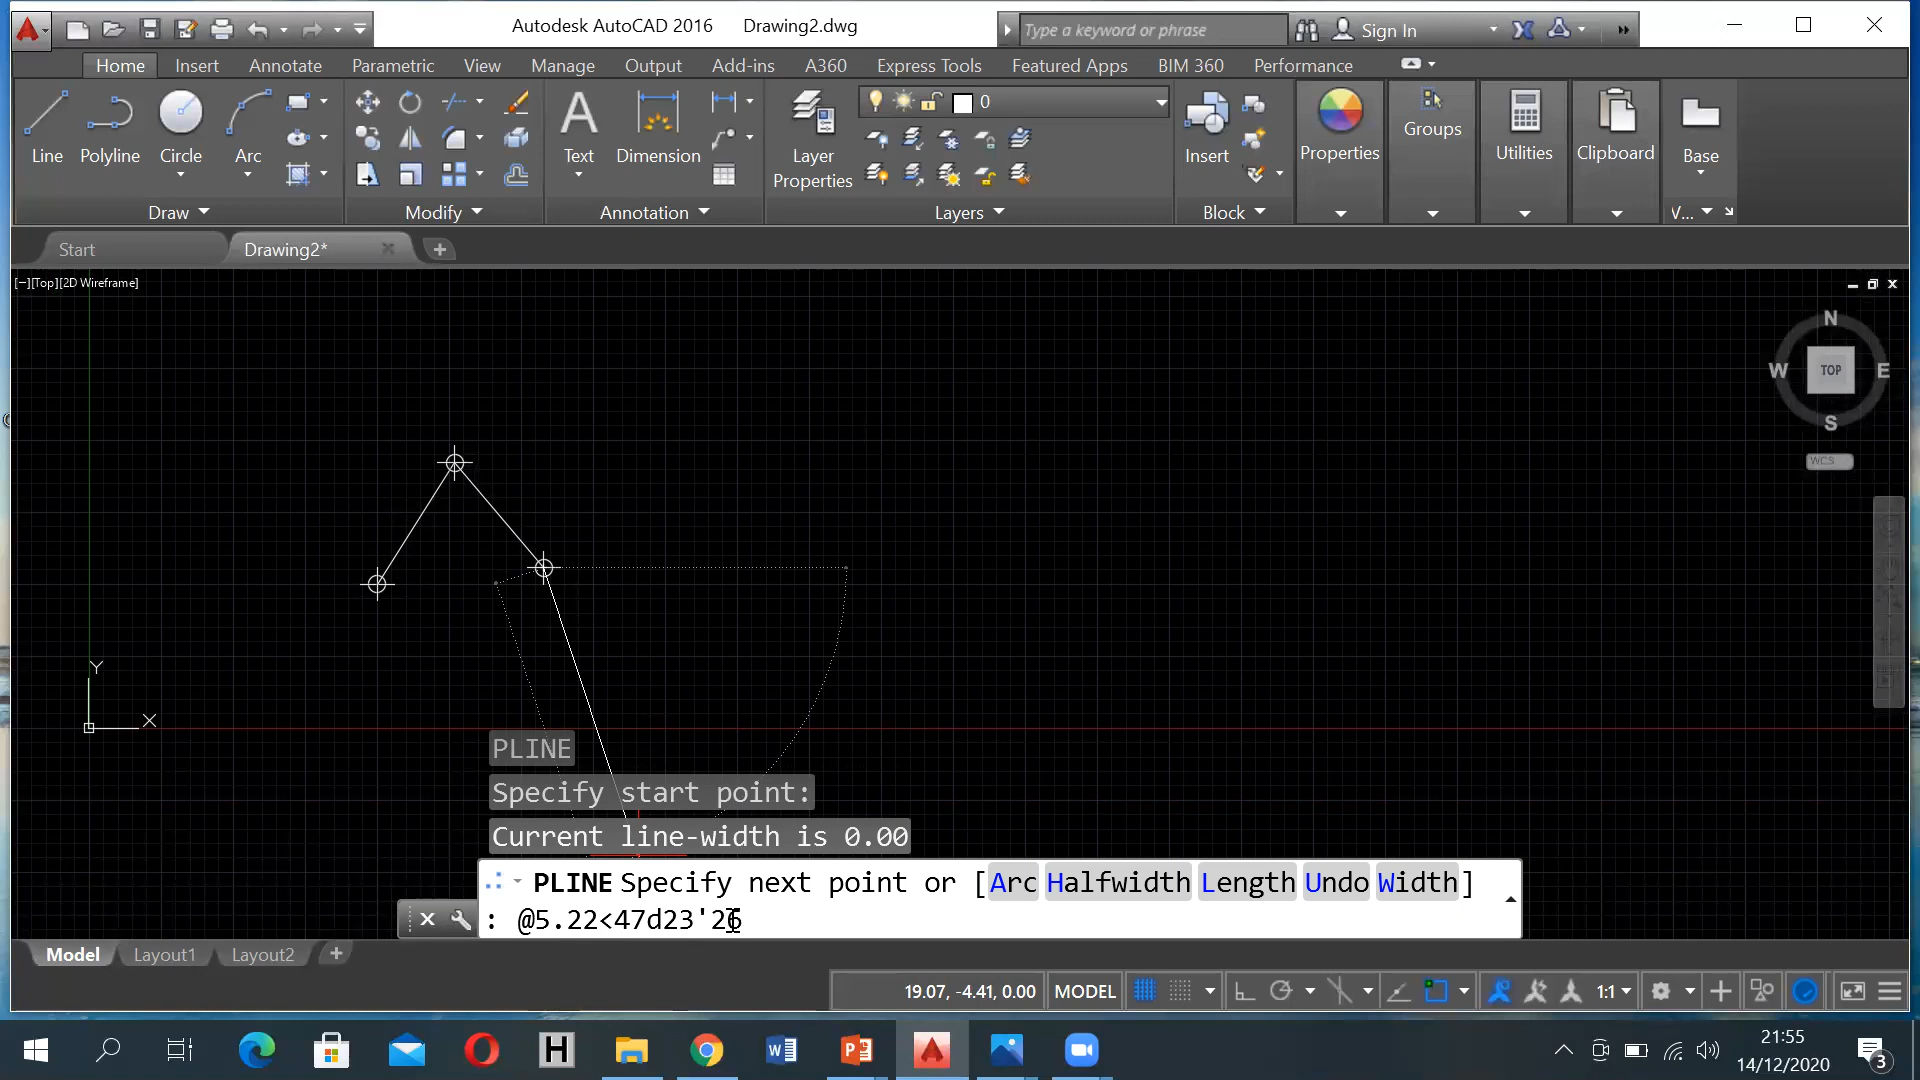 Autodesk AutoCAD 2016 Drawing2.dwg
Type a keyword or phrase
Sign In
Home Insert Annotate Parametric View Manage Output Add-ins A360 Express Tools Featured Apps BIM 360 Performance
Line Polyline Circle Arc
Draw
Modify
Text Dimension
Annotation
Layer Properties
0
Layers
Insert
Block
Properties
Groups
Utilities
Clipboard
Base
V...
Start Drawing2*
[−][Top][2D Wireframe]
N
W TOP E
S
WCS
Y
X
PLINE
Specify start point:
Current line-width is 0.00
PLINE Specify next point or [Arc Halfwidth Length Undo Width]
: @5.22<47d23'26
Model Layout1 Layout2
19.07, -4.41, 0.00 MODEL 1:1
H
21:55
14/12/2020
3